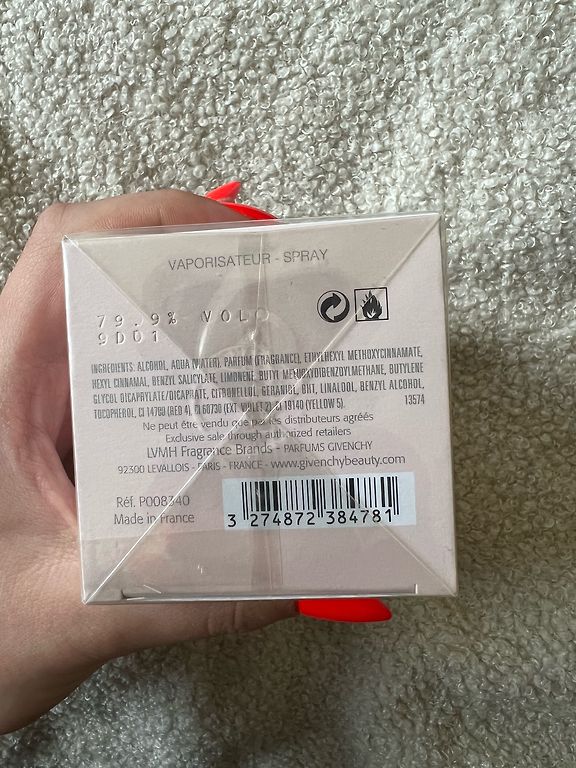 VAPORISATEUR - SPRAY
79.9% VOL
9D01
INGREDIENTS: ALCOHOL, AQUA (WATER), PARFUM (FRAGRANCE), ETHYLHEXYL METHOXYCINNAMATE,
HEXYL CINNAMAL, BENZYL SALICYLATE, LIMONENE, BUTYL METHOXYDIBENZOYLMETHANE, BUTYLENE
GLYCOL DICAPRYLATE/DICAPRATE, CITRONELLOL, GERANIOL, BHT, LINALOOL, BENZYL ALCOHOL,
TOCOPHEROL, CI 14700 (RED 4), CI 60730 (EXT. VIOLET 2), CI 19140 (YELLOW 5). 13574
Ne peut être vendu que par les distributeurs agréés
Exclusive sale through authorized retailers
LVMH Fragrance Brands - PARFUMS GIVENCHY
92300 LEVALLOIS - PARIS - FRANCE - www.givenchybeauty.com
Réf. P008340
Made in France
3 274872 384781